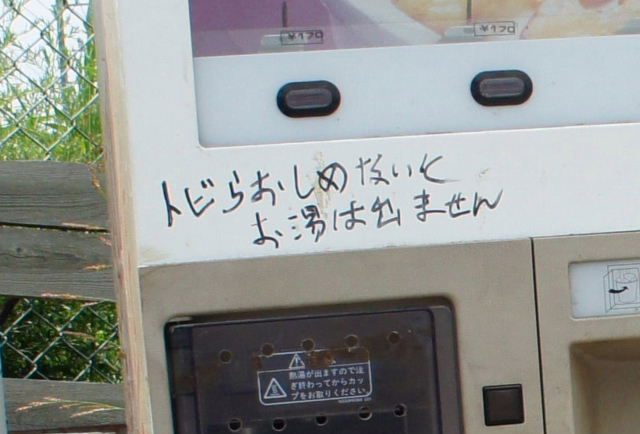 ¥170
¥170
トビらおしめないと
お湯は出ません
熱湯が出ますので注
ぎ終わってからカッ
プをお取りください